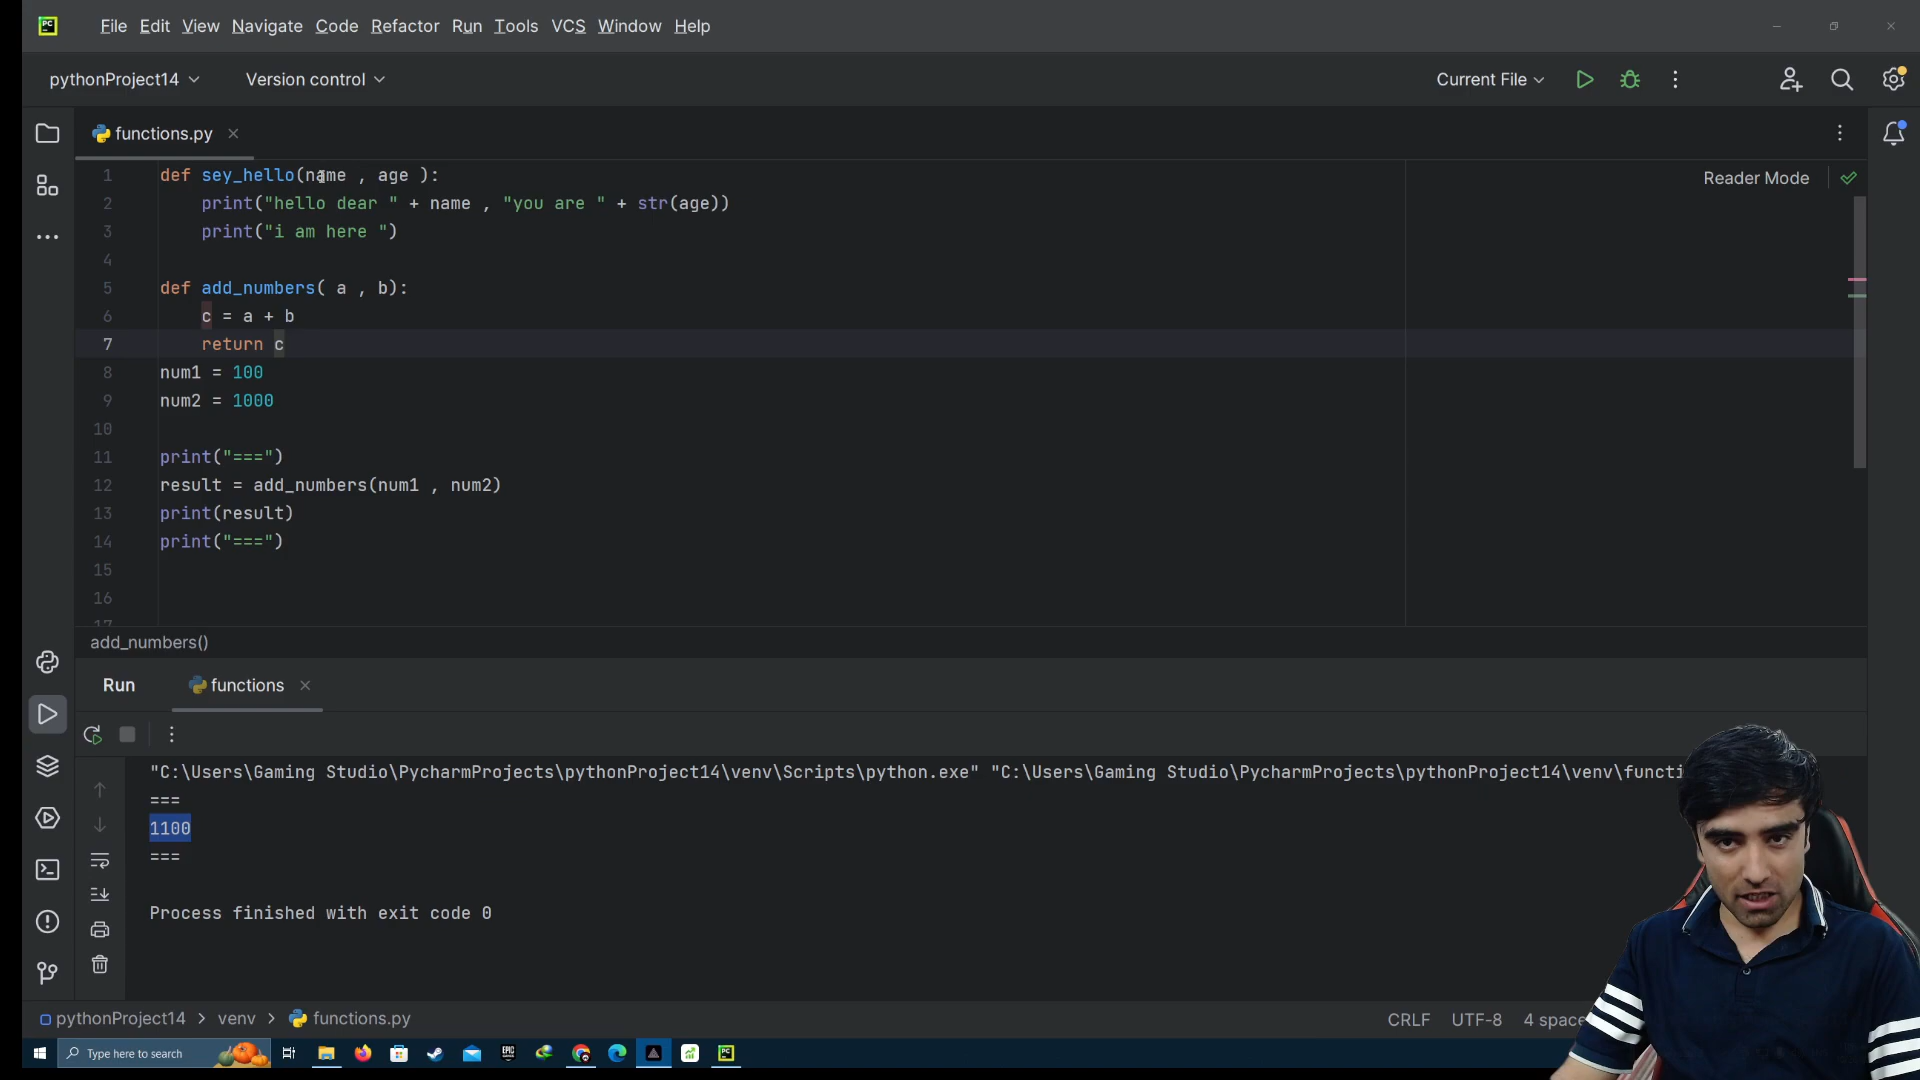 File Edit View Navigate Code Refactor Run Tools VCS Window Help
pythonProject14 Version control Current File
functions.py
1 def sey_hello(name , age ):
2 print("hello dear " + name , "you are " + str(age))
3 print("i am here ")
4
5 def add_numbers( a , b):
6 c = a + b
7 return c
8 num1 = 100
9 num2 = 1000
10
11 print("===")
12 result = add_numbers(num1 , num2)
13 print(result)
14 print("===")
15
16
17
Reader Mode
add_numbers()
Run functions
"C:\Users\Gaming Studio\PycharmProjects\pythonProject14\venv\Scripts\python.exe" "C:\Users\Gaming Studio\PycharmProjects\pythonProject14\venv\functi
===
1100
===
Process finished with exit code 0
pythonProject14 > venv > functions.py CRLF UTF-8 4 space
Type here to search